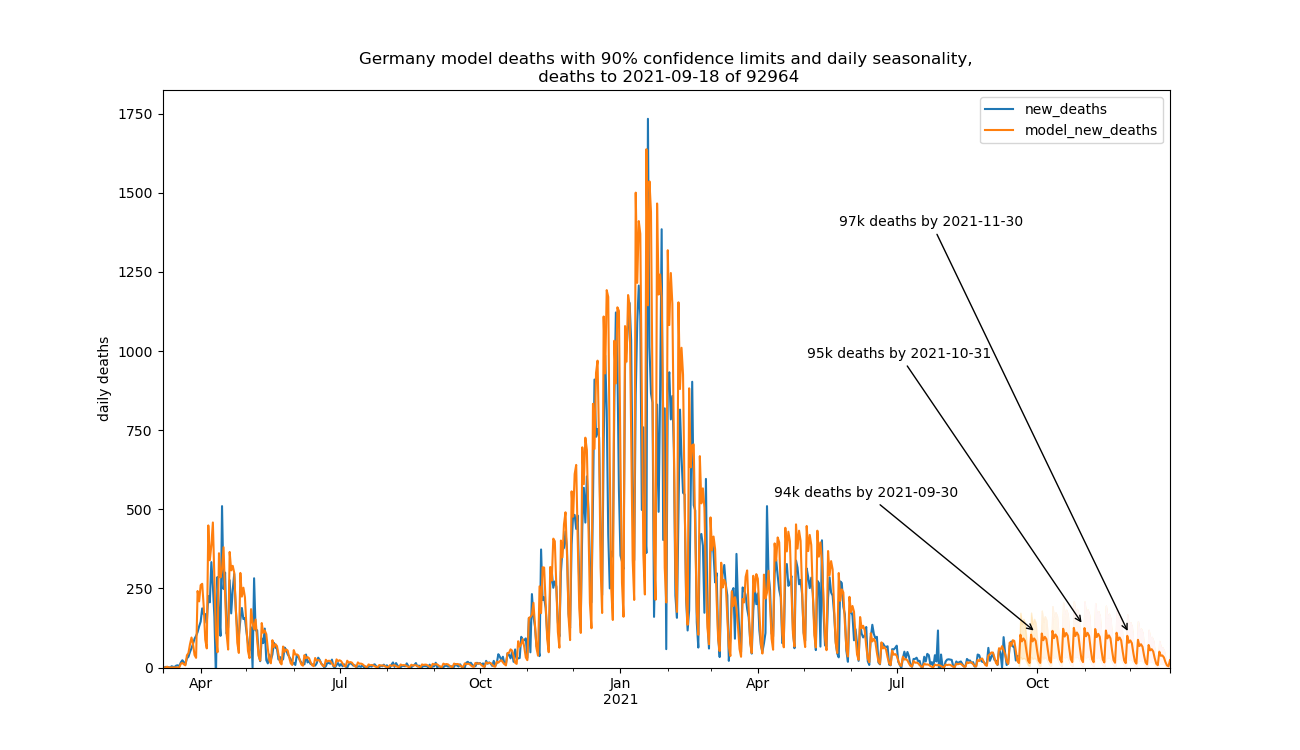 Germany model deaths with 90% confidence limits and daily seasonality,
deaths to 2021-09-18 of 92964
new_deaths
model_new_deaths
daily deaths
1750
1500
1250
1000
750
500
250
0
97k deaths by 2021-11-30
95k deaths by 2021-10-31
94k deaths by 2021-09-30
Apr Jul Oct Jan Apr Jul Oct
2021